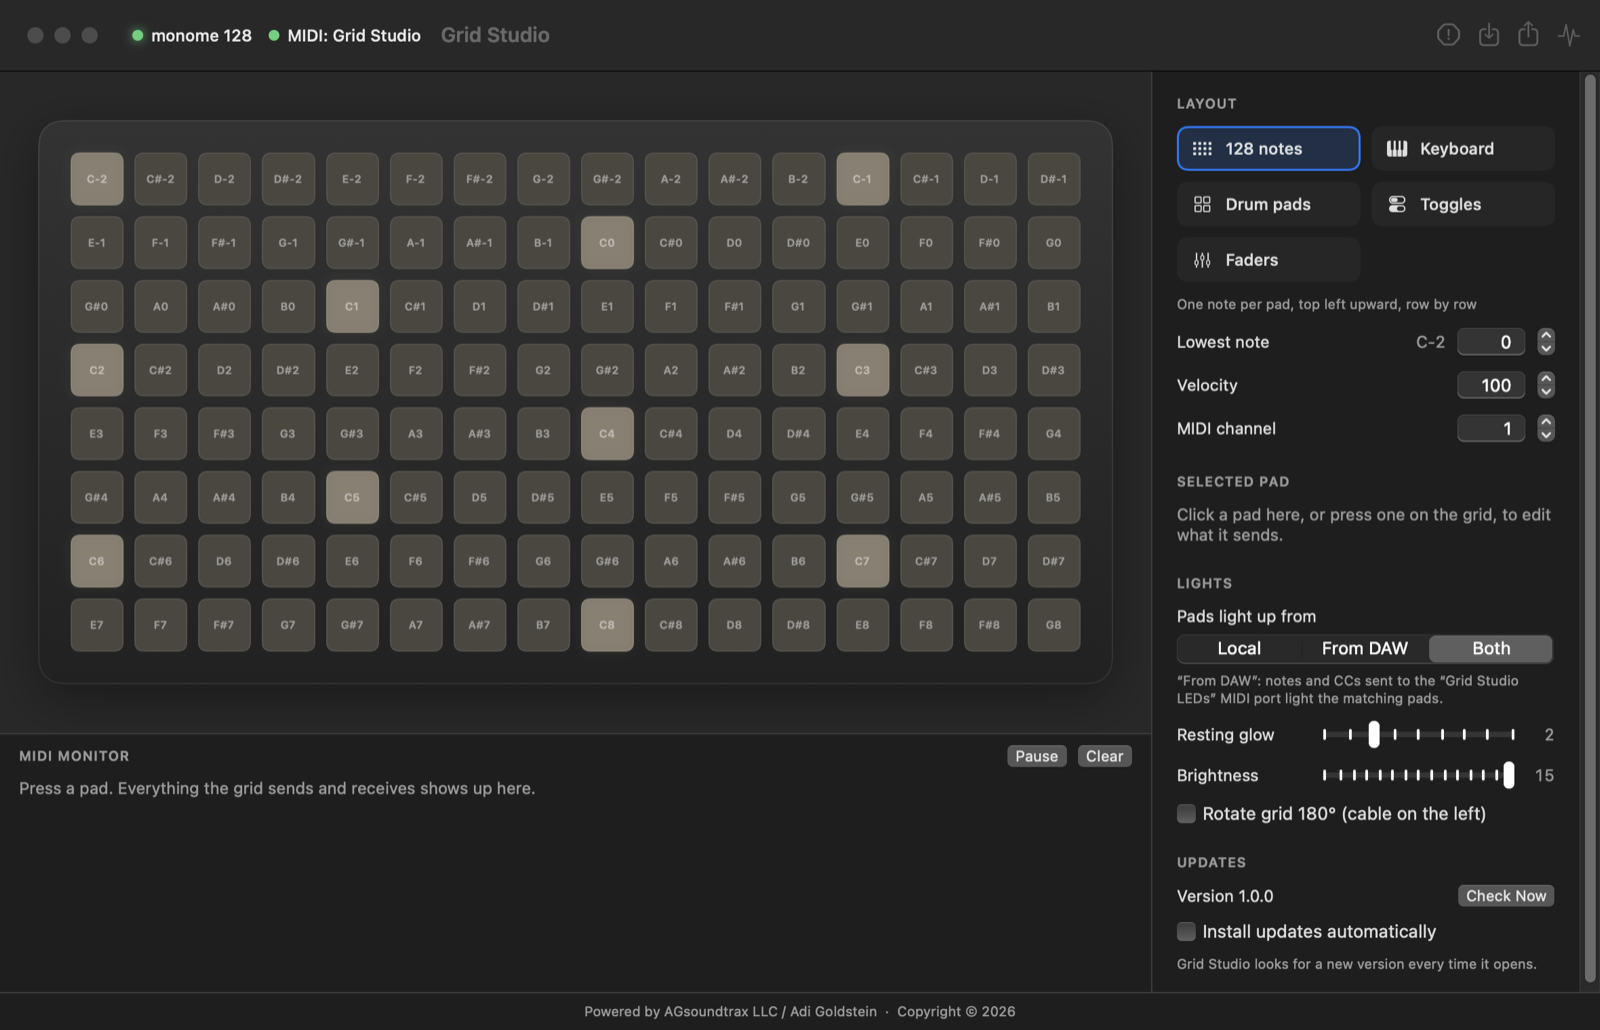 monome 128 MIDI: Grid Studio Grid Studio
C-2 C#-2 D-2 D#-2 E-2 F-2 F#-2 G-2 G#-2 A-2 A#-2 B-2 C-1 C#-1 D-1 D#-1
E-1 F-1 F#-1 G-1 G#-1 A-1 A#-1 B-1 C0 C#0 D0 D#0 E0 F0 F#0 G0
G#0 A0 A#0 B0 C1 C#1 D1 D#1 E1 F1 F#1 G1 G#1 A1 A#1 B1
C2 C#2 D2 D#2 E2 F2 F#2 G2 G#2 A2 A#2 B2 C3 C#3 D3 D#3
E3 F3 F#3 G3 G#3 A3 A#3 B3 C4 C#4 D4 D#4 E4 F4 F#4 G4
G#4 A4 A#4 B4 C5 C#5 D5 D#5 E5 F5 F#5 G5 G#5 A5 A#5 B5
C6 C#6 D6 D#6 E6 F6 F#6 G6 G#6 A6 A#6 B6 C7 C#7 D7 D#7
E7 F7 F#7 G7 G#7 A7 A#7 B7 C8 C#8 D8 D#8 E8 F8 F#8 G8
MIDI MONITOR Pause Clear
Press a pad. Everything the grid sends and receives shows up here.
LAYOUT
128 notes Keyboard
Drum pads Toggles
Faders
One note per pad, top left upward, row by row
Lowest note C-2 0
Velocity 100
MIDI channel 1
SELECTED PAD
Click a pad here, or press one on the grid, to edit
what it sends.
LIGHTS
Pads light up from
Local From DAW Both
“From DAW”: notes and CCs sent to the “Grid Studio
LEDs” MIDI port light the matching pads.
Resting glow 2
Brightness 15
Rotate grid 180° (cable on the left)
UPDATES
Version 1.0.0 Check Now
Install updates automatically
Grid Studio looks for a new version every time it opens.
Powered by AGsoundtrax LLC / Adi Goldstein · Copyright © 2026